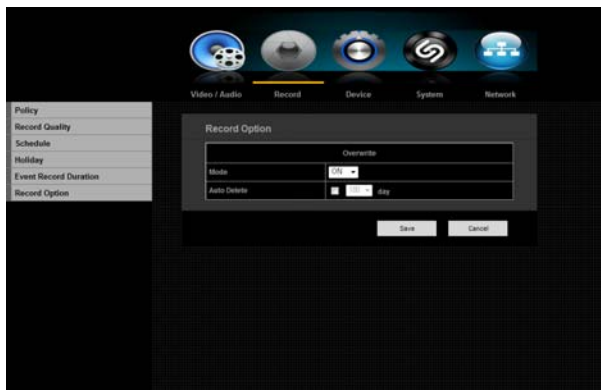 Video / Audio
Record
Device
System
Network
Policy
Record Quality
Schedule
Holiday
Event Record Duration
Record Option
Record Option
Overwrite
Mode ON
Auto Delete day
Save Cancel